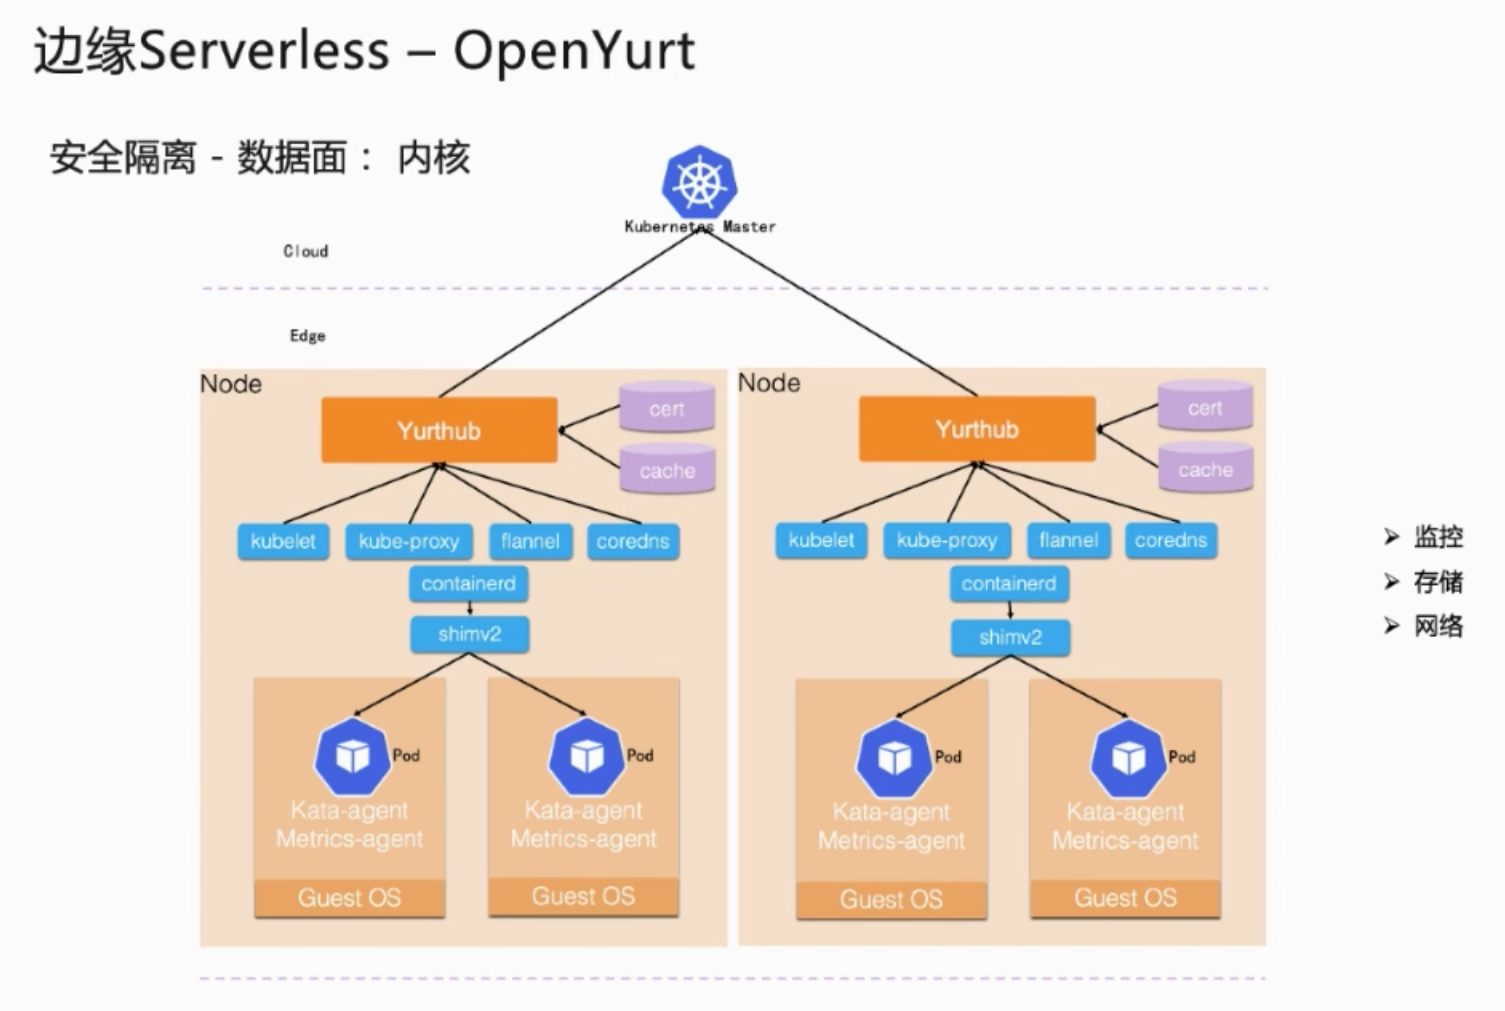 边缘Serverless – OpenYurt
安全隔离 - 数据面： 内核
Kubernetes Master
Cloud
Edge
Node
Yurthub
cert
cache
kubelet
kube-proxy
flannel
coredns
containerd
shimv2
Pod
Kata-agent
Metrics-agent
Guest OS
Pod
Kata-agent
Metrics-agent
Guest OS
Node
Yurthub
cert
cache
kubelet
kube-proxy
flannel
coredns
containerd
shimv2
Pod
Kata-agent
Metrics-agent
Guest OS
Pod
Kata-agent
Metrics-agent
Guest OS
➢ 监控
➢ 存储
➢ 网络